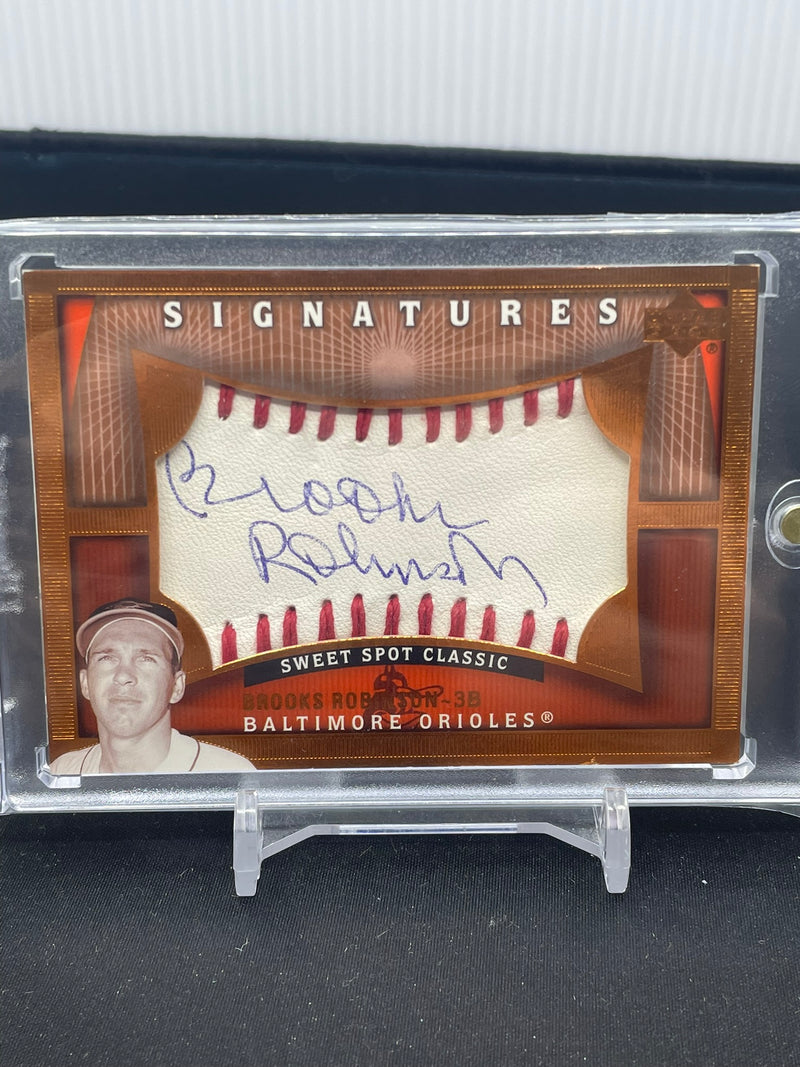 SIGNATURES
®
Brooks
Robinson
SWEET SPOT CLASSIC
BROOKS ROBINSON~3B
BALTIMORE ORIOLES®